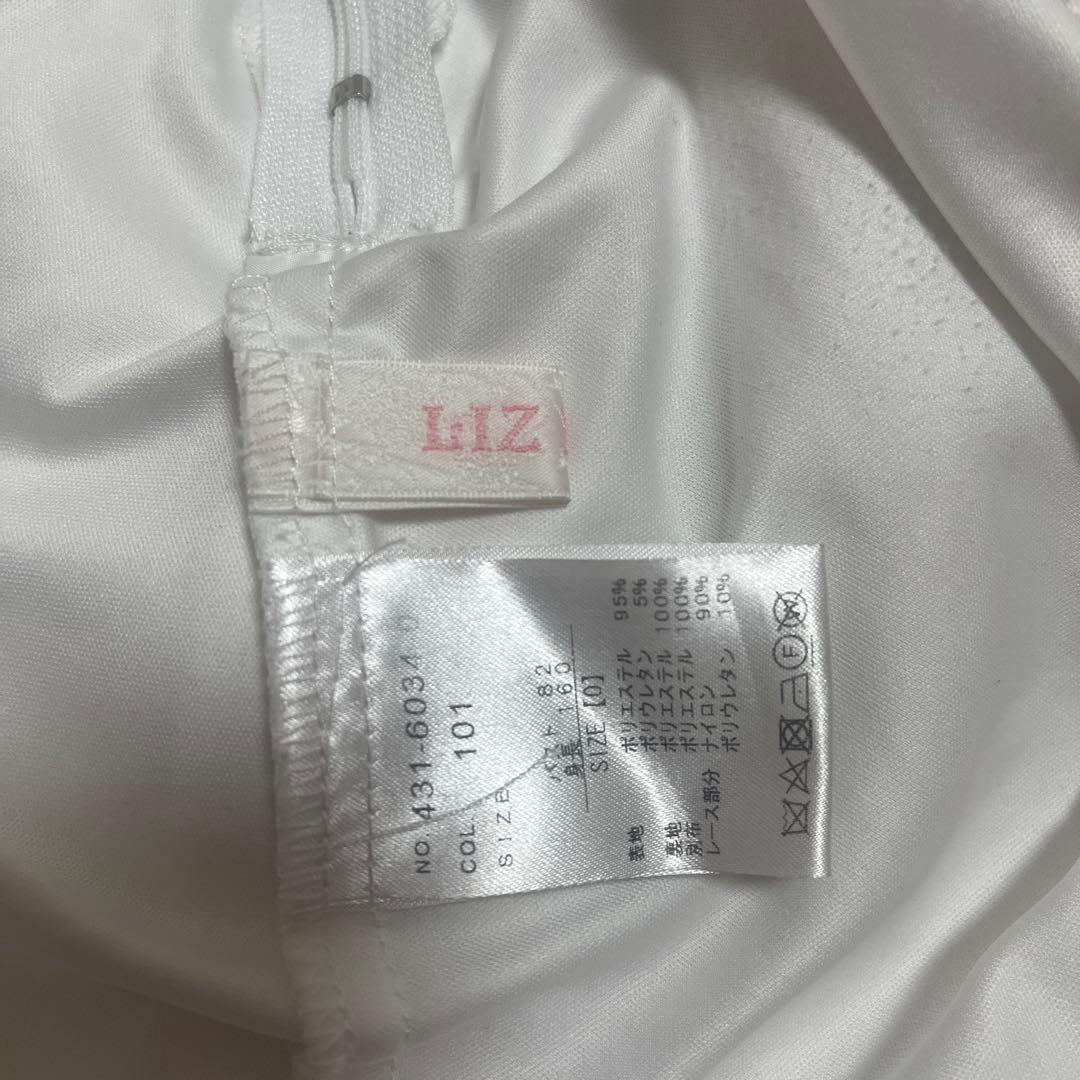 LIZ
NO. 431-6034
COL. 101
SIZE
バスト 82
身長 160
SIZE [0]
表地 ポリエステル 95%
ポリウレタン 5%
裏地 ポリエステル 100%
別布 ポリエステル 100%
レース部分 ナイロン 90%
ポリウレタン 10%
F
W